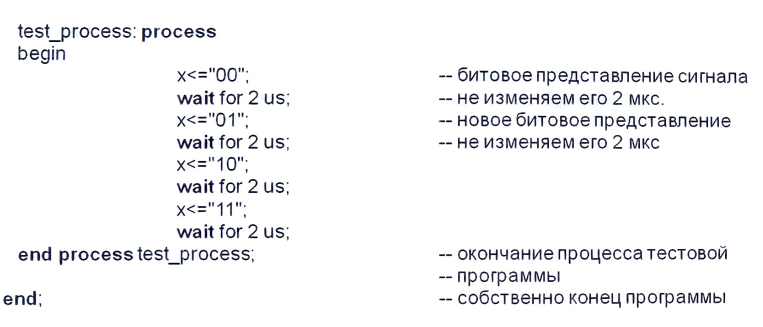 test_process: process
begin
x<="00"; -- битовое представление сигнала
wait for 2 us; -- не изменяем его 2 мкс.
x<="01"; -- новое битовое представление
wait for 2 us; -- не изменяем его 2 мкс
x<="10";
wait for 2 us;
x<="11";
wait for 2 us;
end process test_process; -- окончание процесса тестовой
-- программы
end; -- собственно конец программы